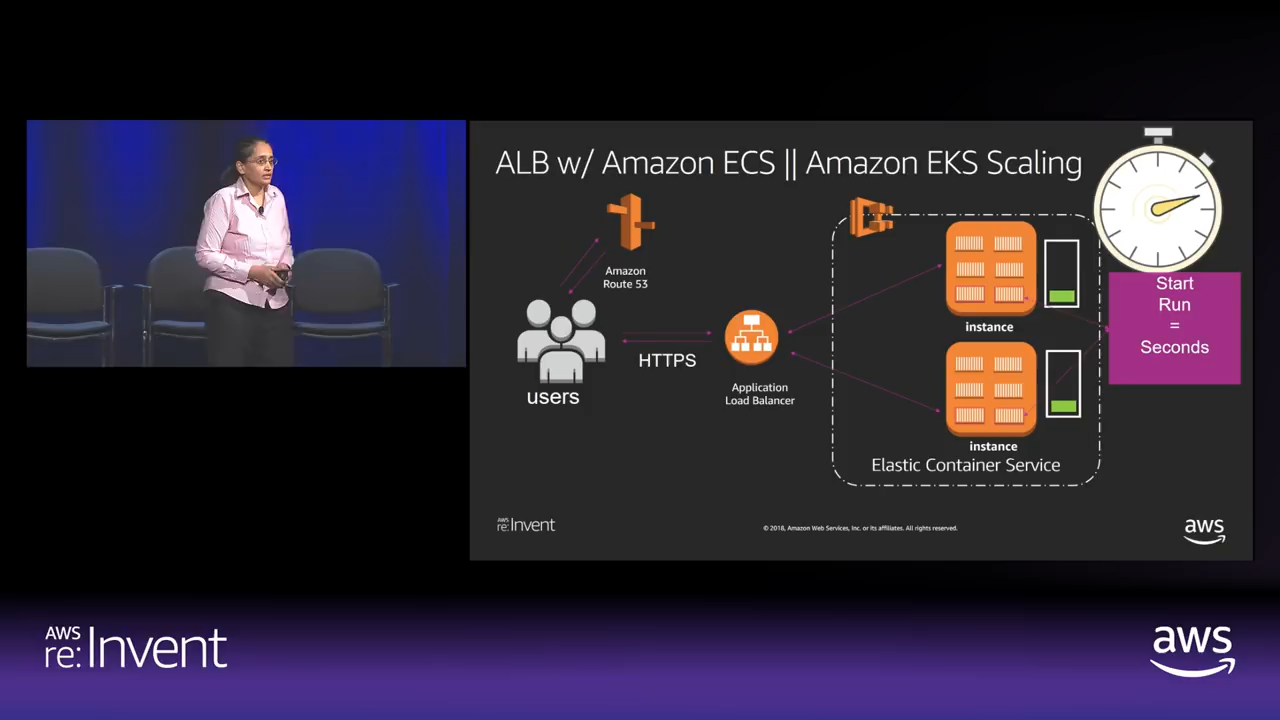 ALB w/ Amazon ECS || Amazon EKS Scaling
Amazon
Route 53
users
HTTPS
Application
Load Balancer
instance
instance
Elastic Container Service
Start
Run
=
Seconds
AWS
re:Invent
© 2018, Amazon Web Services, Inc. or its affiliates. All rights reserved.
aws
AWS
re:Invent
aws